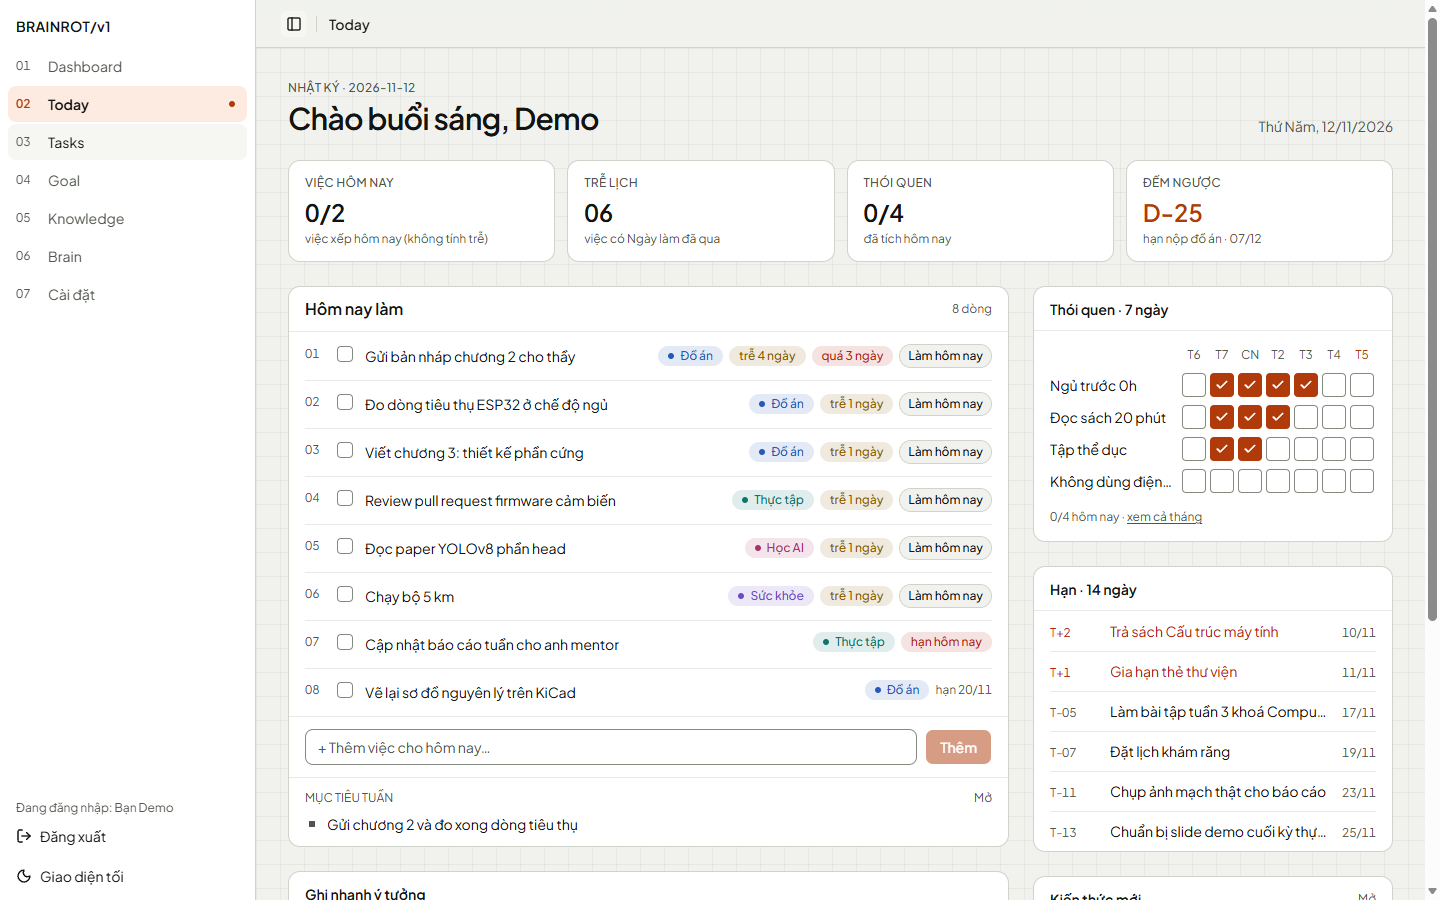 BRAINROT/v1
01 Dashboard
02 Today
03 Tasks
04 Goal
05 Knowledge
06 Brain
07 Cài đặt
Đang đăng nhập: Bạn Demo
Đăng xuất
Giao diện tối
Today
NHẬT KÝ · 2026-11-12
Chào buổi sáng, Demo
Thứ Năm, 12/11/2026
VIỆC HÔM NAY
0/2
việc xếp hôm nay (không tính trễ)
TRỄ LỊCH
06
việc có Ngày làm đã qua
THÓI QUEN
0/4
đã tích hôm nay
ĐẾM NGƯỢC
D-25
hạn nộp đồ án · 07/12
Hôm nay làm 8 dòng
01 Gửi bản nháp chương 2 cho thầy Đồ án trễ 4 ngày quá 3 ngày Làm hôm nay
02 Đo dòng tiêu thụ ESP32 ở chế độ ngủ Đồ án trễ 1 ngày Làm hôm nay
03 Viết chương 3: thiết kế phần cứng Đồ án trễ 1 ngày Làm hôm nay
04 Review pull request firmware cảm biến Thực tập trễ 1 ngày Làm hôm nay
05 Đọc paper YOLOv8 phần head Học AI trễ 1 ngày Làm hôm nay
06 Chạy bộ 5 km Sức khỏe trễ 1 ngày Làm hôm nay
07 Cập nhật báo cáo tuần cho anh mentor Thực tập hạn hôm nay
08 Vẽ lại sơ đồ nguyên lý trên KiCad Đồ án hạn 20/11
+ Thêm việc cho hôm nay... Thêm
MỤC TIÊU TUẦN Mở
Gửi chương 2 và đo xong dòng tiêu thụ
Ghi nhanh ý tưởng
Thói quen · 7 ngày
T6 T7 CN T2 T3 T4 T5
Ngủ trước 0h
Đọc sách 20 phút
Tập thể dục
Không dùng điện...
0/4 hôm nay · xem cả tháng
Hạn · 14 ngày
T+2 Trả sách Cấu trúc máy tính 10/11
T+1 Gia hạn thẻ thư viện 11/11
T-05 Làm bài tập tuần 3 khoá Compu... 17/11
T-07 Đặt lịch khám răng 19/11
T-11 Chụp ảnh mạch thật cho báo cáo 23/11
T-13 Chuẩn bị slide demo cuối kỳ thự... 25/11
Kiến thức mới Mở